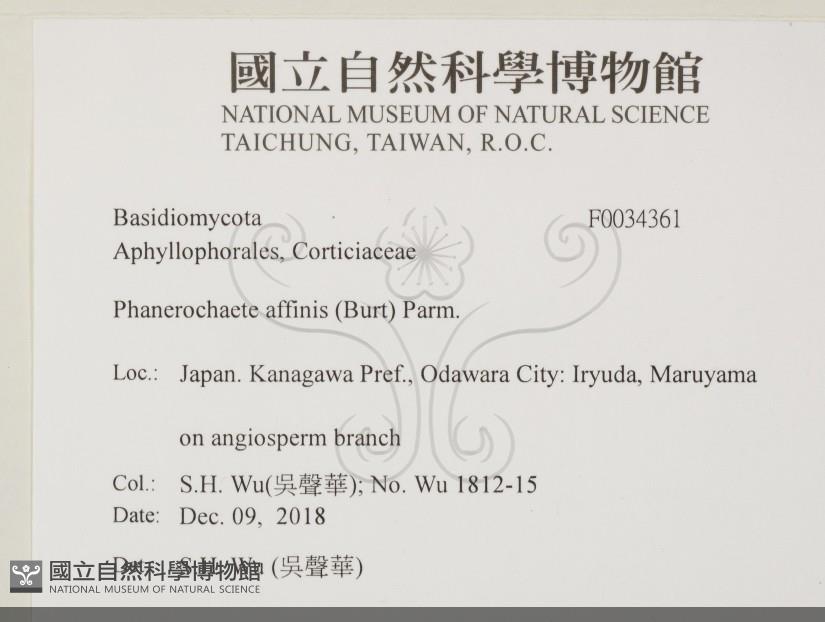 國立自然科學博物館
NATIONAL MUSEUM OF NATURAL SCIENCE
TAICHUNG, TAIWAN, R.O.C.
Basidiomycota F0034361
Aphyllophorales, Corticiaceae
Phanerochaete affinis (Burt) Parm.
Loc.: Japan. Kanagawa Pref., Odawara City: Iryuda, Maruyama
on angiosperm branch
Col.: S.H. Wu(吳聲華); No. Wu 1812-15
Date: Dec. 09, 2018
S.H. Wu (吳聲華)
國立自然科學博物館
NATIONAL MUSEUM OF NATURAL SCIENCE